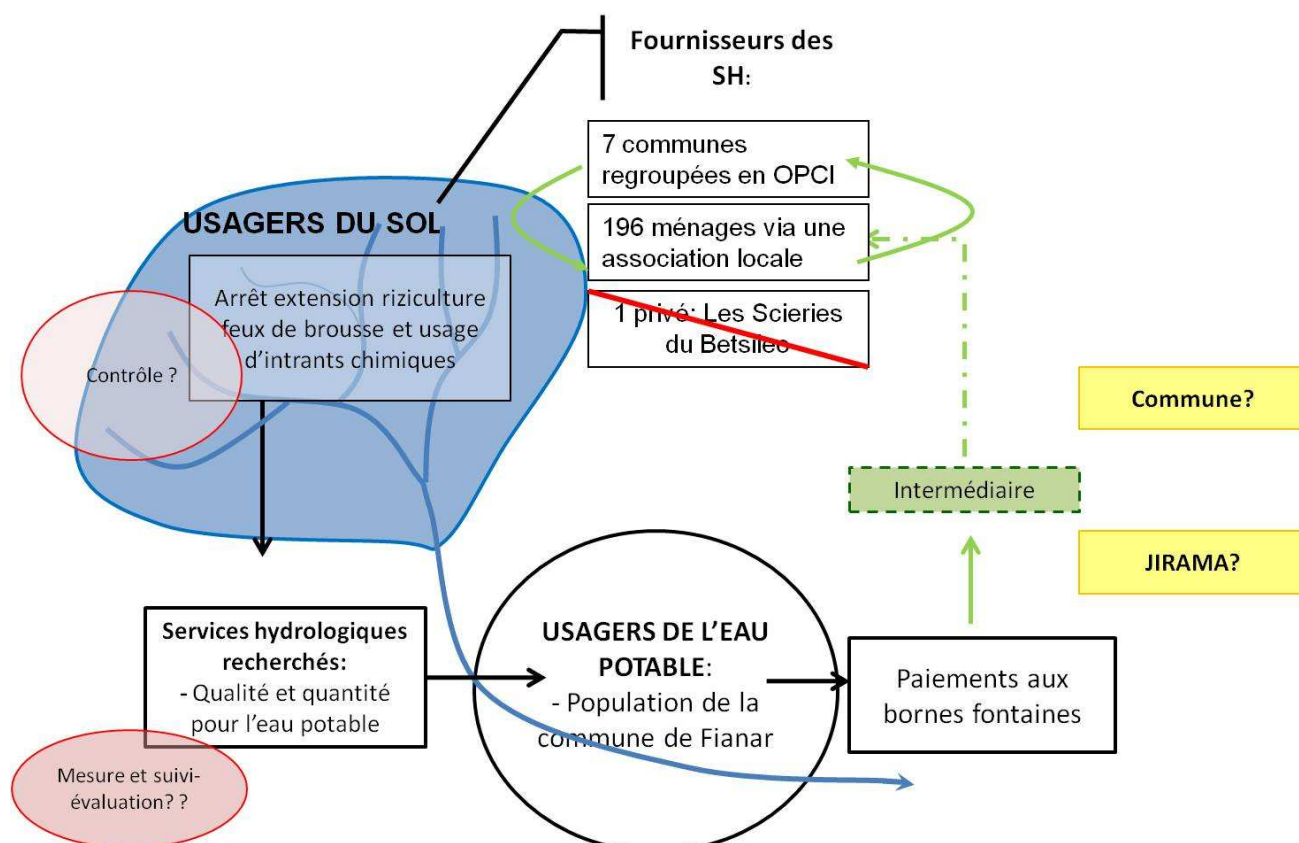 Fournisseurs des
SH:
7 communes
regroupées en OPCI
196 ménages via une
association locale
1 privé: Les Scieries
du Betsileo
USAGERS DU SOL
Arrêt extension riziculture
feux de brousse et usage
d'intrants chimiques
Contrôle ?
Commune?
Intermédiaire
JIRAMA?
Services hydrologiques
recherchés:
- Qualité et quantité
pour l'eau potable
USAGERS DE L'EAU
POTABLE:
- Population de la
commune de Fianar
Paiements aux
bornes fontaines
Mesure et suivi-
évaluation? ?